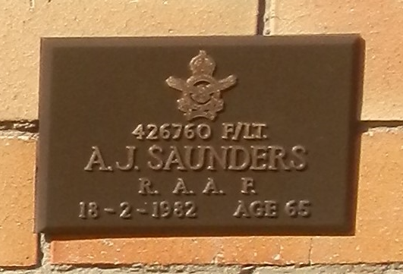 426760 F/LT.
A. J. SAUNDERS
R. A. A. F.
18-2-1982 AGE 65